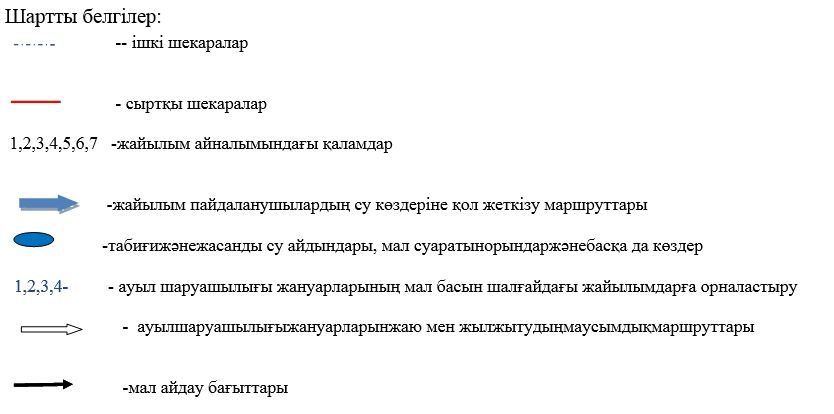 Шартты белгілер:
-- ішкі шекаралар
- сыртқы шекаралар
1,2,3,4,5,6,7 -жайылым айналымындағы қаламдар
-жайылым пайдаланушылардың су көздеріне қол жеткізу маршруттары
-табиғижәнежасанды су айдындары, мал суаратынорындаржәнебасқа да көздер
1,2,3,4- - ауыл шаруашылығы жануарларының мал басын шалғайдағы жайылымдарға орналастыру
- ауылшаруашылығыжануарларынжаю мен жылжытудыңмаусымдықмаршруттары
-мал айдау бағыттары